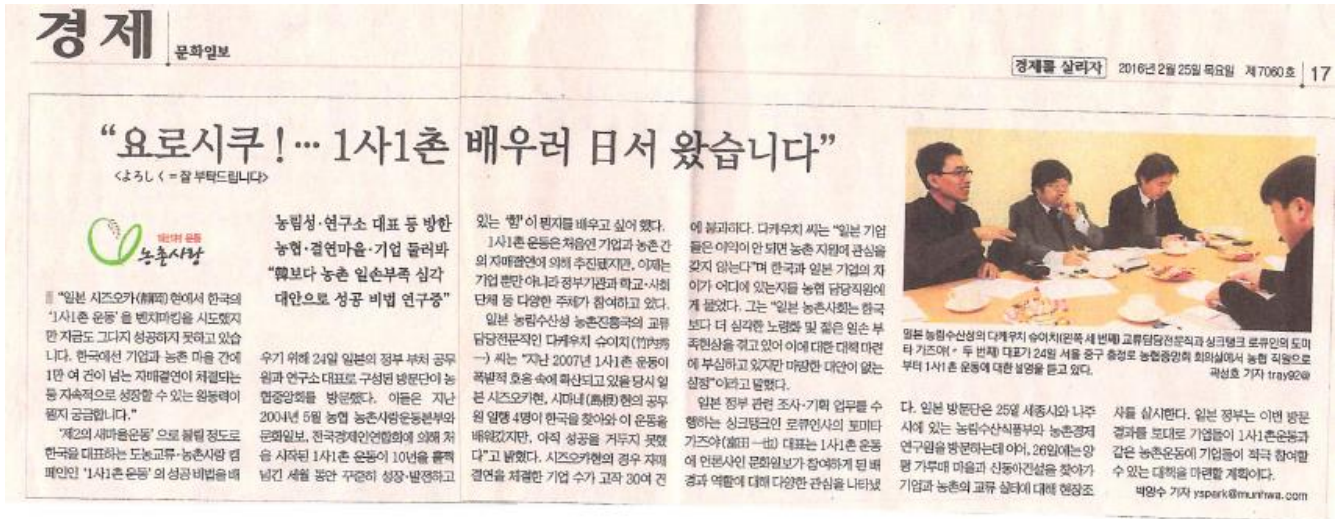 경제
문화일보
경제를 살리자 2016년 2월 25일 목요일 제7060호 17
“요로시쿠!… 1사1촌 배우러 日서 왔습니다”
<よろしく=잘 부탁드립니다>
농촌사랑
농림성·연구소 대표 등 방한
농협·결연마을·기업 둘러봐
“韓보다 농촌 일손부족 심각
대안으로 성공 비법 연구중”
“일본 시즈오카(靜岡)현에서 한국의
‘1사1촌 운동’을 벤치마킹을 시도했지
만 지금도 그다지 성공하지 못하고 있습
니다. 한국에선 기업과 농촌 마을 간에
1만 여 건이 넘는 자매결연이 체결되는
등 지속적으로 성장할 수 있는 원동력이
뭔지 궁금합니다.”
‘제2의 새마을운동’으로 불릴 정도로
한국을 대표하는 도농교류·농촌사랑 캠
페인인 ‘1사1촌 운동’의 성공 비법을 배
우기 위해 24일 일본의 정부 부처 공무
원과 연구소 대표로 구성된 방문단이 농
협중앙회를 방문했다. 이들은 지난
2004년 5월 농협 농촌사랑운동본부와
문화일보, 전국경제인연합회에 의해 처
음 시작된 1사1촌 운동이 10년을 훌쩍
넘긴 세월 동안 꾸준히 성장·발전하고
있는 ‘힘’이 뭔지를 배우고 싶어 했다.
1사1촌 운동은 처음엔 기업과 농촌 간
의 자매결연에 의해 추진됐지만, 이제는
기업 뿐만 아니라 정부기관과 학교·사회
단체 등 다양한 주체가 참여하고 있다.
일본 농림수산성 농촌진흥국의 교류
담당전문직인 다케우치 슈이치(竹内秀
一) 씨는 “지난 2007년 1사1촌 운동이
폭발적 호응 속에 확산되고 있을 당시 일
본 시즈오카현, 시마네(島根)현의 공무
원 일행 4명이 한국을 찾아와 이 운동을
배워갔지만, 아직 성공을 거두지 못했
다”고 밝혔다. 시즈오카현의 경우 자매
결연을 체결한 기업 수가 고작 30여 건
에 불과하다. 다케우치 씨는 “일본 기업
들은 이익이 안 되면 농촌 지원에 관심을
갖지 않는다”며 한국과 일본 기업의 차
이가 어디에 있는지를 농협 담당직원에
게 물었다. 그는 “일본 농촌사회는 한국
보다 더 심각한 노령화 및 젊은 일손 부
족현상을 겪고 있어 이에 대한 대책 마련
에 부심하고 있지만 마땅한 대안이 없는
실정”이라고 말했다.
일본 정부 관련 조사·기획 업무를 수
행하는 싱크탱크인 로큐인사의 토미타
가즈야(富田一也) 대표는 1사1촌 운동
에 언론사인 문화일보가 참여하게 된 배
경과 역할에 대해 다양한 관심을 나타냈
일본 농림수산성의 다케우치 슈이치(왼쪽 세 번째) 교류담당전문직과 싱크탱크 로큐인의 토미
타 가즈야(〃 두 번째) 대표가 24일 서울 중구 충정로 농협중앙회 회의실에서 농협 직원으로
부터 1사1촌 운동에 대한 설명을 듣고 있다.
곽성호 기자 tray92@
다. 일본 방문단은 25일 세종시와 나주
시에 있는 농림수산식품부와 농촌경제
연구원을 방문하는데 이어, 26일에는 양
평 가루매 마을과 신동아건설을 찾아가
기업과 농촌의 교류 실태에 대해 현장조
사를 실시한다. 일본 정부는 이번 방문
결과를 토대로 기업들이 1사1촌운동과
같은 농촌운동에 기업들이 적극 참여할
수 있는 대책을 마련할 계획이다.
박양수 기자 yspark@munhwa.com